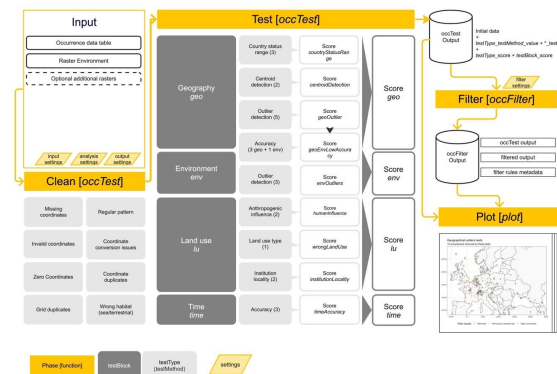 Input
Occurrence data table
Raster Environment
Optional additional rasters
input
settings
analysis
settings
output
settings
Clean [occTest]
Missing
coordinates
Regular pattern
Invalid coordinates
Coordinate
conversion issues
Zero Coordinates
Coordinate
duplicates
Grid duplicates
Wrong habitat
(sea/terrestrial)
Test [occTest]
Geography
geo
Country status
range (3)
Score
countryStatusRan
ge
Centroid
detection (2)
Score
centroidDetection
Outlier
detection (5)
Score
geoOutlier
Accuracy
(3 geo + 1 env)
Score
geoEnvLowAccura
cy
Score
geo
Environment
env
Outliers
detection (3)
Score
envOutliers
Score
env
Land use
lu
Anthropogenic
influence (2)
Score
humanInfluence
Land use type
(1)
Score
wrongLandUse
Institution
locality (2)
Score
institutionLocality
Score
lu
Time
time
Accuracy (3)
Score
timeAccuracy
Score
time
occTest
Output
Initial data
+
testType_testMethod_value + "_test
+
testType_score + testBlock_score
filter
settings
Filter [occFilter]
occFilter
Output
occTest output
filtered output
filter rules metadata
Plot [plot]
Geographical outliers tests
Phase [function]
testBlock
testType
(testMethod)
settings